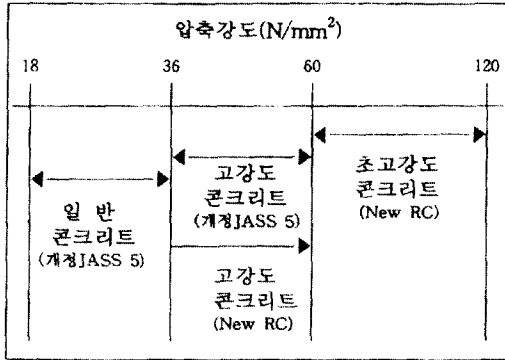 압축강도(N/mm²)
18 36 60 120
일 반
콘크리트
(개정JASS 5)
고강도
콘크리트
(개정JASS 5)
고강도
콘크리트
(New RC)
초고강도
콘크리트
(New RC)